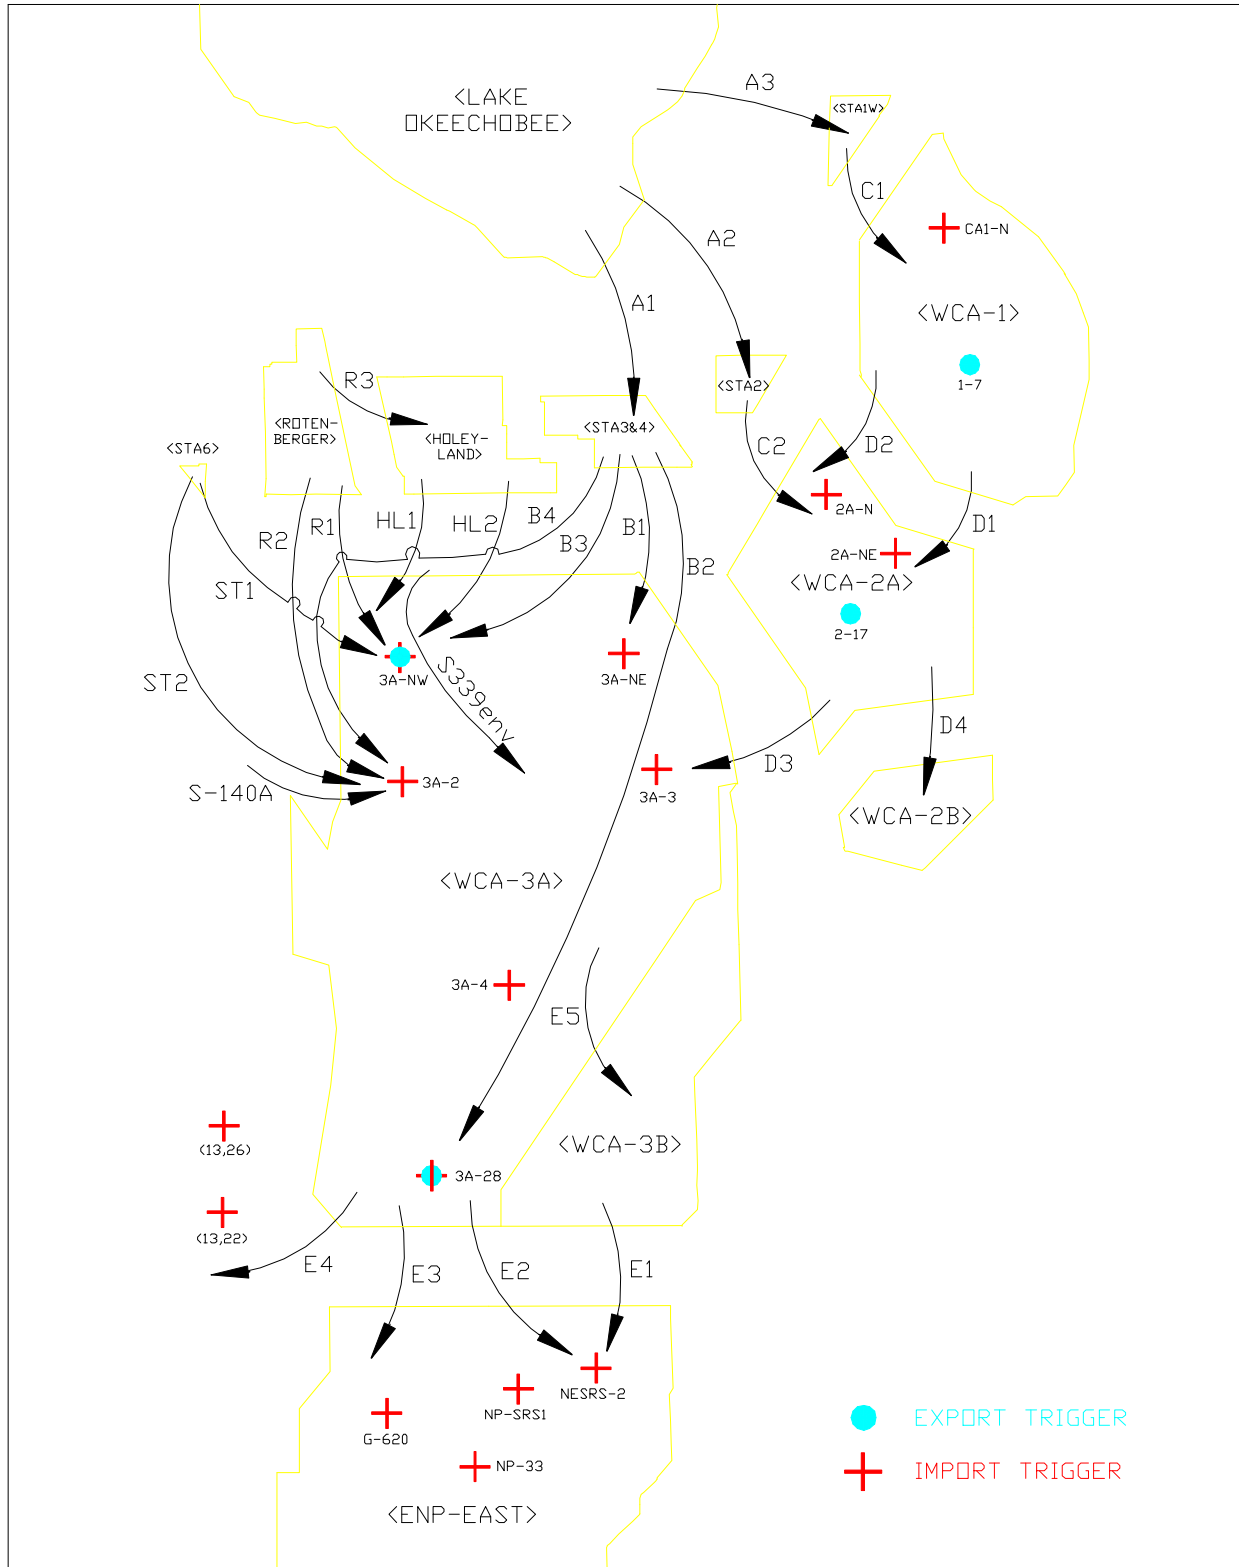 A3
<LAKE
OKEECHOBEE>
<STA1W>
C1
CA1-N
A2
A1
<WCA-1>
1-7
R3
<STA2>
<ROTEN-
BERGER>
<HOLEY-
LAND>
<STA3&4>
<STA6>
C2
D2
2A-N
R2
R1
HL1
HL2
B4
B3
B1
B2
D1
2A-NE
<WCA-2A>
2-17
ST1
3A-NW
S339env
3A-NE
ST2
S-140A
3A-2
3A-3
D3
D4
<WCA-2B>
<WCA-3A>
3A-4
E5
(13,26)
<WCA-3B>
3A-28
(13,22)
E4
E3
E2
E1
NESRS-2
NP-SRS1
G-620
NP-33
<ENP-EAST>
EXPORT TRIGGER
IMPORT TRIGGER